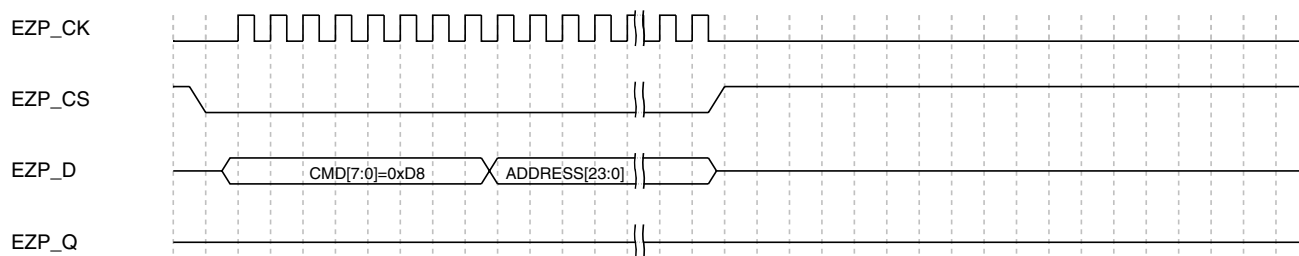 EZP_CK
EZP_CS
EZP_D
CMD[7:0]=0xD8 ADDRESS[23:0]
EZP_Q